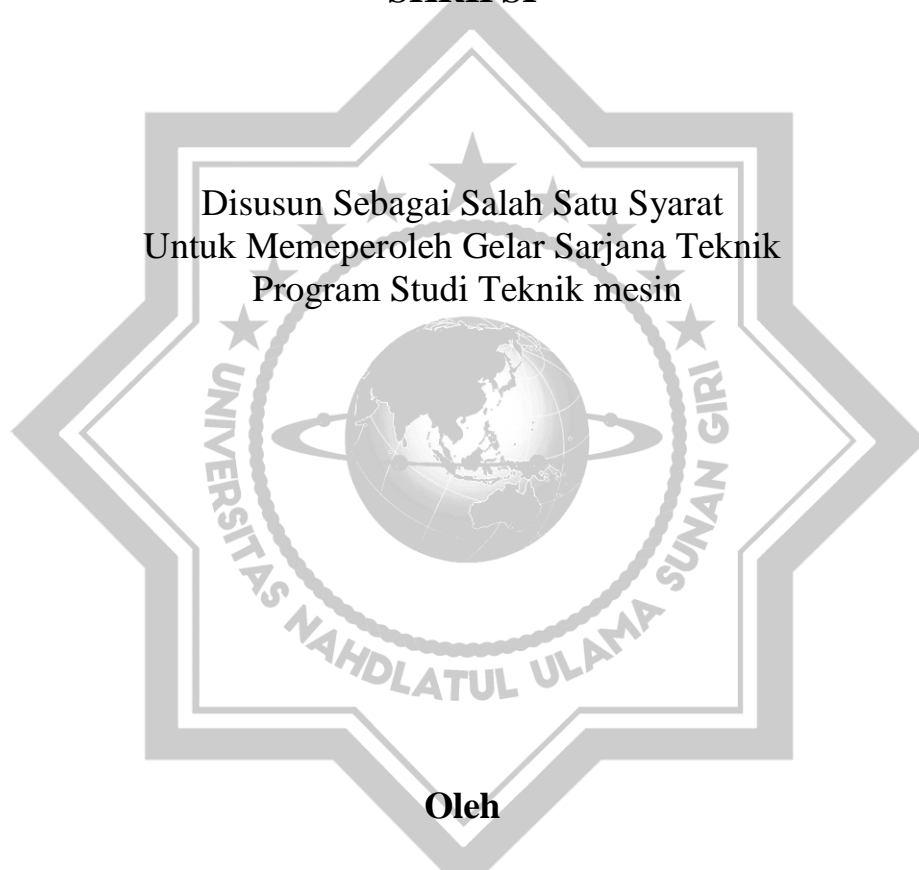 Disusun Sebagai Salah Satu Syarat
Untuk Memeperoleh Gelar Sarjana Teknik
Program Studi Teknik mesin
UNIVERSITAS NAHDLATUL ULAMA SUNAN GIRI
Oleh